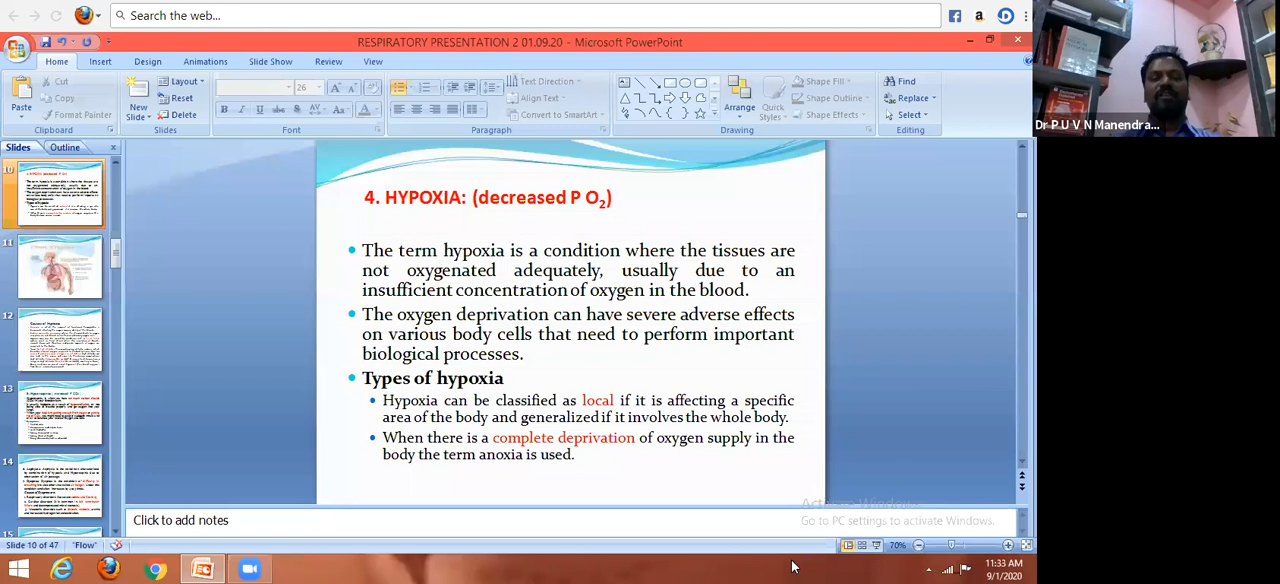 Search the web...
RESPIRATORY PRESENTATION 2 01.09.20 - Microsoft PowerPoint
Home Insert Design Slide Show Animations Review View
Paste
Cut
Copy
Format Painter
Clipboard
New Slide
Layout
Reset
Delete
Slides
26
Font
Text Direction
Align Text
Convert to SmartArt
Paragraph
Arrange
Quick Styles
Shape Fill
Shape Outline
Shape Effects
Drawing
Find
Replace
Select
Editing
Dr P U V N Manendra...
Slides Outline
10
11
12
13
14
15
4. HYPOXIA: (decreased P O2)
• The term hypoxia is a condition where the tissues are
not oxygenated adequately, usually due to an
insufficient concentration of oxygen in the blood.
• The oxygen deprivation can have severe adverse effects
on various body cells that need to perform important
biological processes.
• Types of hypoxia
• Hypoxia can be classified as local if it is affecting a specific
area of the body and generalized if it involves the whole body.
• When there is a complete deprivation of oxygen supply in the
body the term anoxia is used.
Activate Windows
Go to PC settings to activate Windows.
Click to add notes
Slide 10 of 47 "Flow" 70%
11:33 AM
9/1/2020